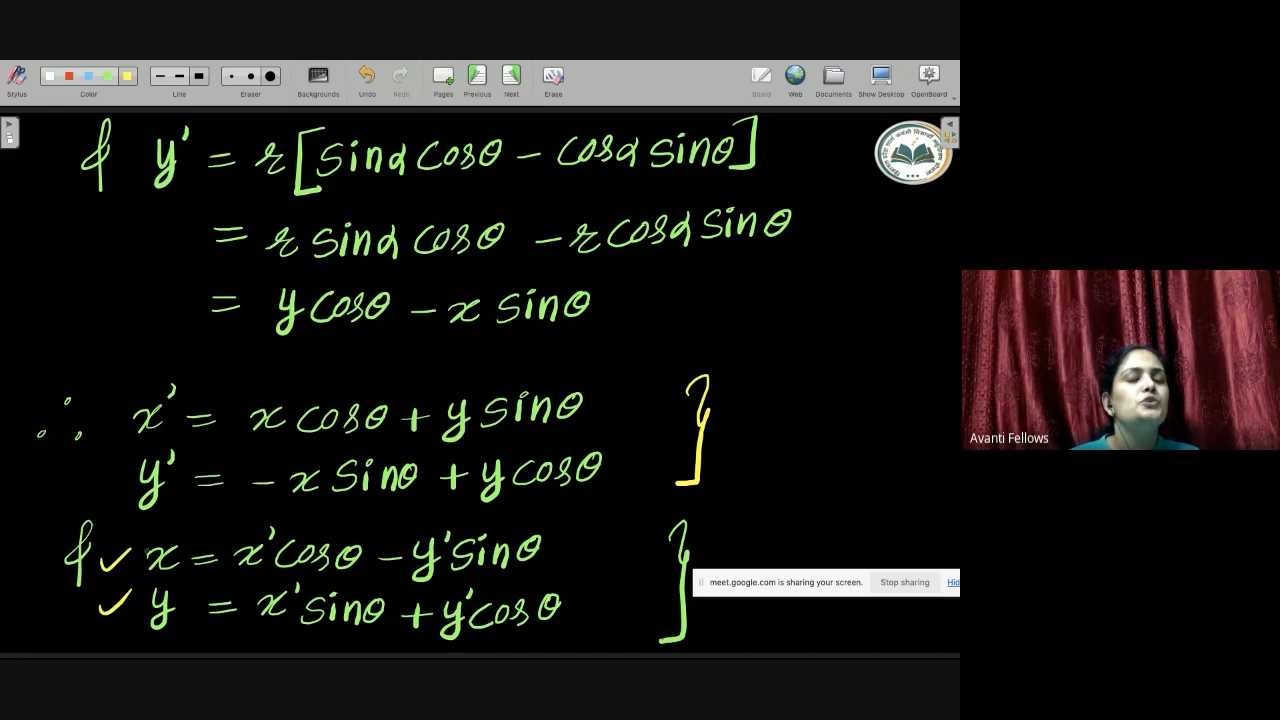 Stylus Color Line Eraser Backgrounds Undo Redo Pages Previous Next Erase Board Web Documents Show Desktop OpenBoard
& y' = r[sinα cosθ - cosα sinθ]
= r sinα cosθ - r cosα sinθ
= y cosθ - x sinθ
∴ x' = x cosθ + y sinθ
y' = - x sinθ + y cosθ
Avanti Fellows
& ✓ x = x' cosθ - y' sinθ
meet.google.com is sharing your screen. Stop sharing Hid
✓ y = x' sinθ + y' cosθ